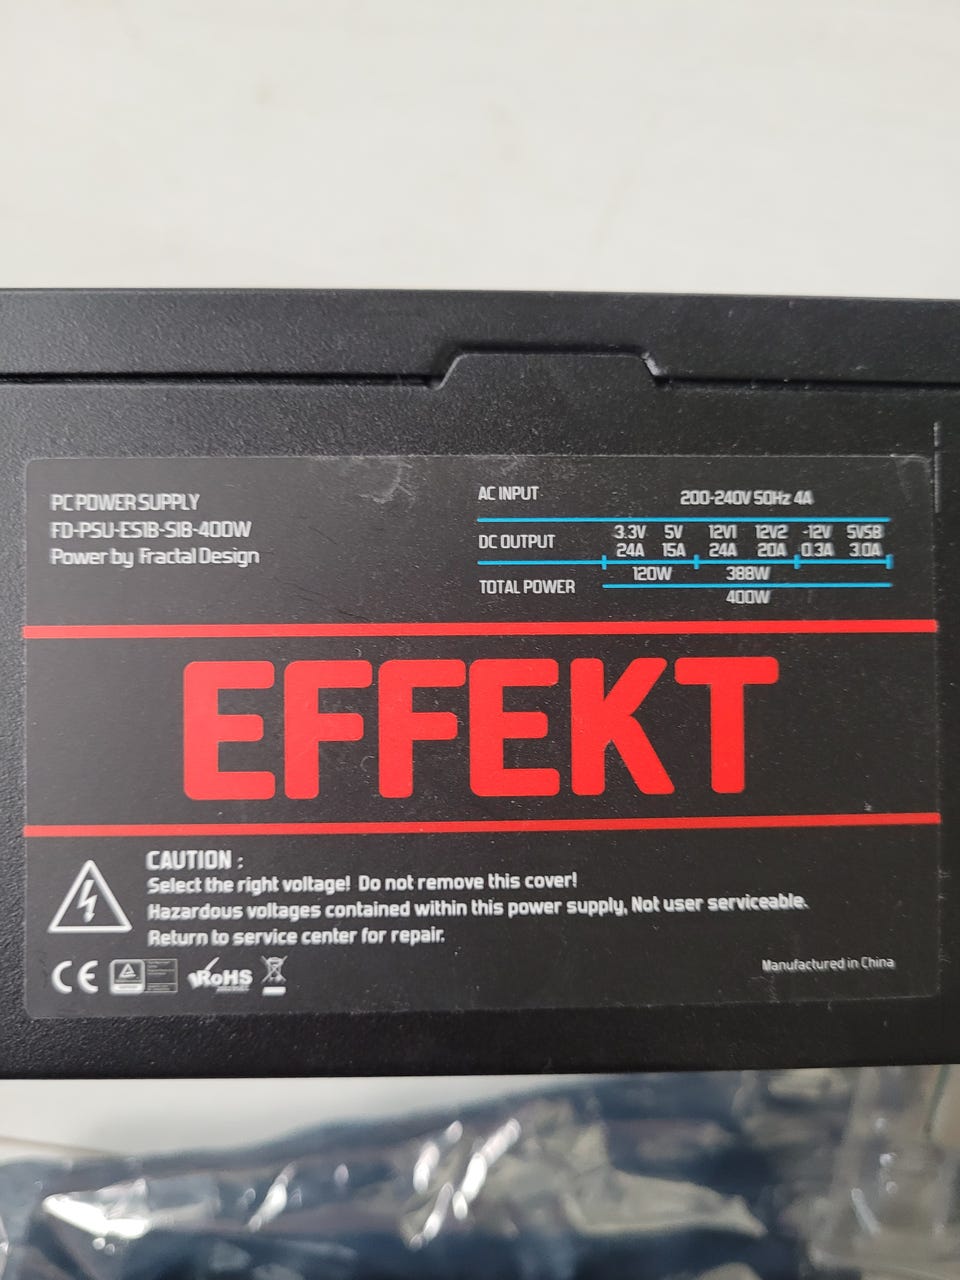 PC POWER SUPPLY
FD-PSU-ES1B-SIB-400W
Power by Fractal Design
AC INPUT 200-240V 50Hz 4A
DC OUTPUT 3.3V 5V 12V1 12V2 -12V 5VSB
24A 15A 24A 20A 0.3A 3.0A
120W 388W
TOTAL POWER 400W
EFFEKT
CAUTION :
Select the right voltage! Do not remove this cover!
Hazardous voltages contained within this power supply, Not user serviceable.
Return to service center for repair.
CE
RoHS
Manufactured in China